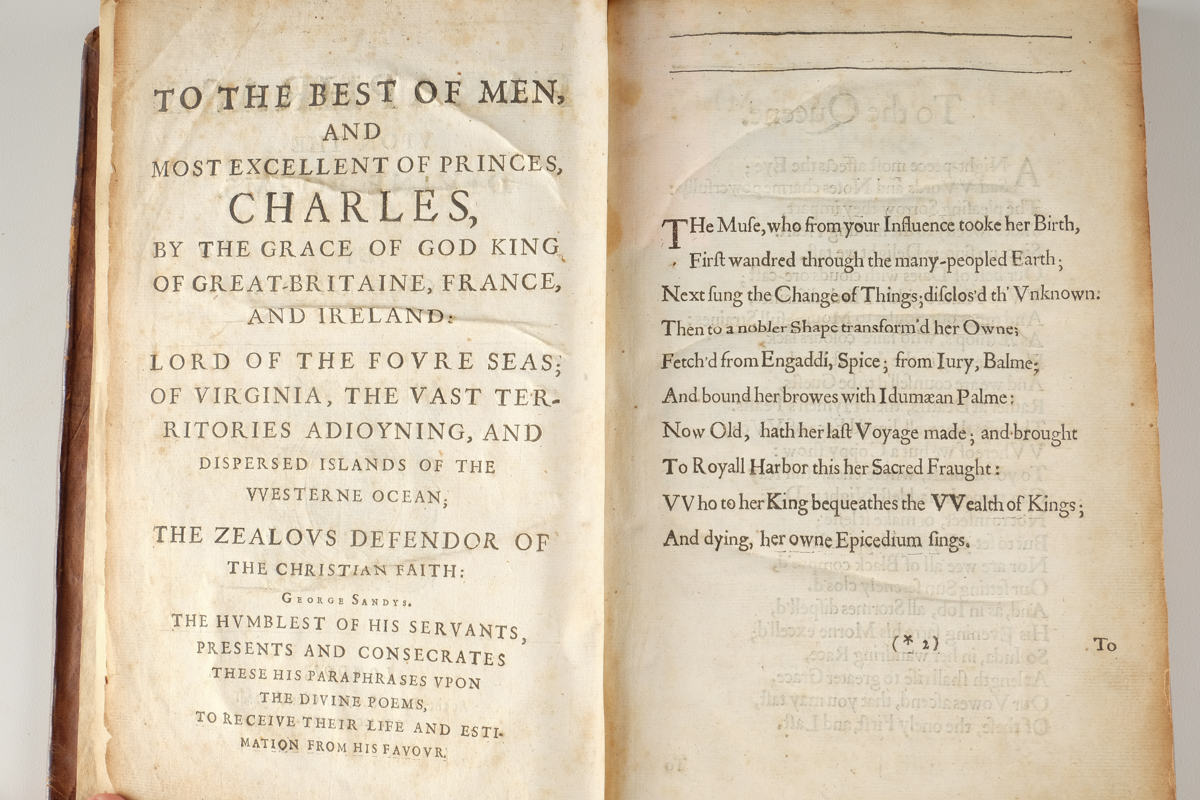 TO THE BEST OF MEN,
AND
MOST EXCELLENT OF PRINCES,
CHARLES,
BY THE GRACE OF GOD KING
OF GREAT-BRITAINE, FRANCE,
AND IRELAND:
LORD OF THE FOVRE SEAS;
OF VIRGINIA, THE VAST TER-
RITORIES ADIOYNING, AND
DISPERSED ISLANDS OF THE
VVESTERNE OCEAN;
THE ZEALOVS DEFENDOR OF
THE CHRISTIAN FAITH:
GEORGE SANDYS.
THE HVMBLEST OF HIS SERVANTS,
PRESENTS AND CONSECRATES
THESE HIS PARAPHRASES VPON
THE DIVINE POEMS,
TO RECEIVE THEIR LIFE AND ESTI-
MATION FROM HIS FAVOVR.
THe Muſe, who from your Influence tooke her Birth,
Firſt wandred through the many-peopled Earth;
Next ſung the Change of Things; diſclos'd th' Vnknown:
Then to a nobler Shape transform'd her Owne;
Fetch'd from Engaddi, Spice; from Iury, Balme;
And bound her browes with Idumæan Palme:
Now Old, hath her laſt Voyage made; and brought
To Royall Harbor this her Sacred Fraught:
VVho to her King bequeathes the VVealth of Kings;
And dying, her owne Epicedium ſings.
(* 2)
To